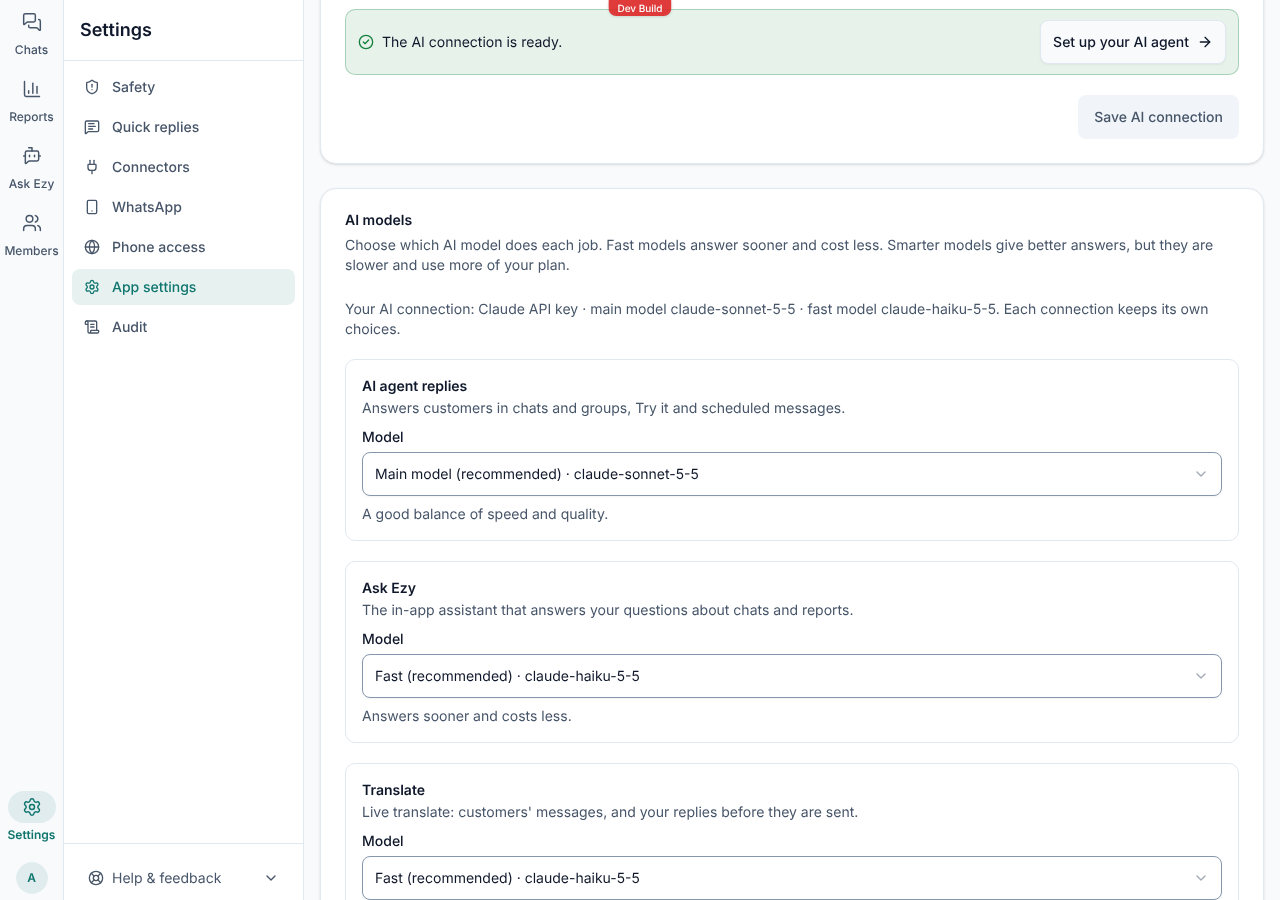 Dev Build
Chats
Reports
Ask Ezy
Members
Settings
A
Settings
Safety
Quick replies
Connectors
WhatsApp
Phone access
App settings
Audit
Help & feedback
The AI connection is ready.
Set up your AI agent →
Save AI connection
AI models
Choose which AI model does each job. Fast models answer sooner and cost less. Smarter models give better answers, but they are
slower and use more of your plan.
Your AI connection: Claude API key · main model claude-sonnet-5-5 · fast model claude-haiku-5-5. Each connection keeps its own
choices.
AI agent replies
Answers customers in chats and groups, Try it and scheduled messages.
Model
Main model (recommended) · claude-sonnet-5-5
A good balance of speed and quality.
Ask Ezy
The in-app assistant that answers your questions about chats and reports.
Model
Fast (recommended) · claude-haiku-5-5
Answers sooner and costs less.
Translate
Live translate: customers' messages, and your replies before they are sent.
Model
Fast (recommended) · claude-haiku-5-5